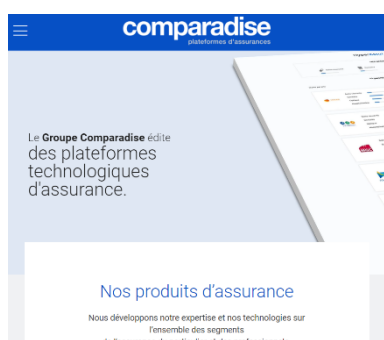 comparadise
plateformes d'assurances
Le Groupe Comparadise édite
des plateformes
technologiques
d'assurance.
Nos produits d'assurance
Nous développons notre expertise et nos technologies sur
l'ensemble des segments